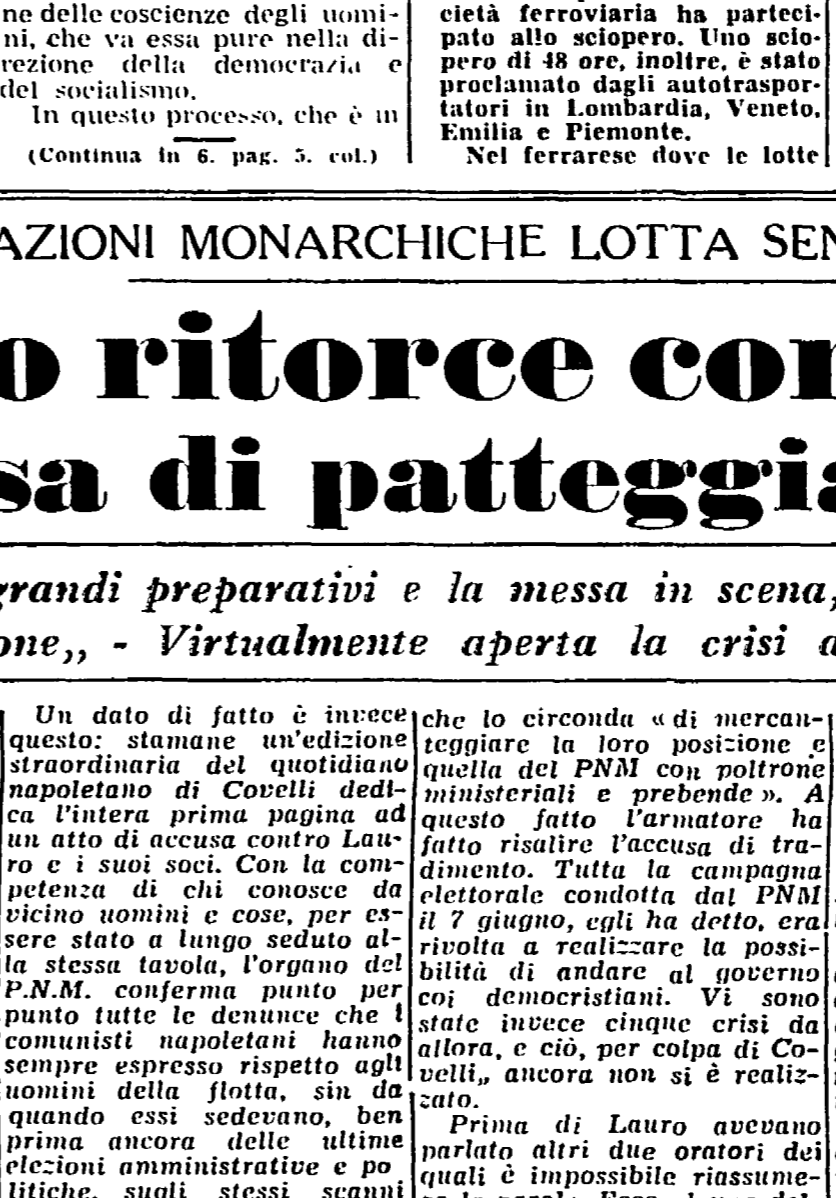 ne delle coscienze degli uomi-
ni, che va essa pure nella di-
rezione della democrazia e
del socialismo.
In questo processo, che è in
(Continua in 6. pag. 5. col.)
cietà ferroviaria ha parteci-
pato allo sciopero. Uno scio-
pero di 48 ore, inoltre, è stato
proclamato dagli autotraspor-
tatori in Lombardia, Veneto,
Emilia e Piemonte.
Nel ferrarese dove le lotte
AZIONI MONARCHICHE LOTTA SEN
o ritorce con
sa di patteggia
grandi preparativi e la messa in scena,
one,, - Virtualmente aperta la crisi a
Un dato di fatto è invece
questo: stamane un'edizione
straordinaria del quotidiano
napoletano di Covelli dedi-
ca l'intera prima pagina ad
un atto di accusa contro Lau-
ro e i suoi soci. Con la com-
petenza di chi conosce da
vicino uomini e cose, per es-
sere stato a lungo seduto al-
la stessa tavola, l'organo del
P.N.M. conferma punto per
punto tutte le denunce che i
comunisti napoletani hanno
sempre espresso rispetto agli
uomini della flotta, sin da
quando essi sedevano, ben
prima ancora delle ultime
elezioni amministrative e po
litiche, sugli stessi scanni
che lo circonda « di mercan-
teggiare la loro posizione e
quella del PNM con poltrone
ministeriali e prebende ». A
questo fatto l'armatore ha
fatto risalire l'accusa di tra-
dimento. Tutta la campagna
elettorale condotta dal PNM
il 7 giugno, egli ha detto, era
rivolta a realizzare la possi-
bilità di andare al governo
coi democristiani. Vi sono
state invece cinque crisi da
allora, e ciò, per colpa di Co-
velli,, ancora non si è realiz-
zato.
Prima di Lauro avevano
parlato altri due oratori dei
quali è impossibile riassume-